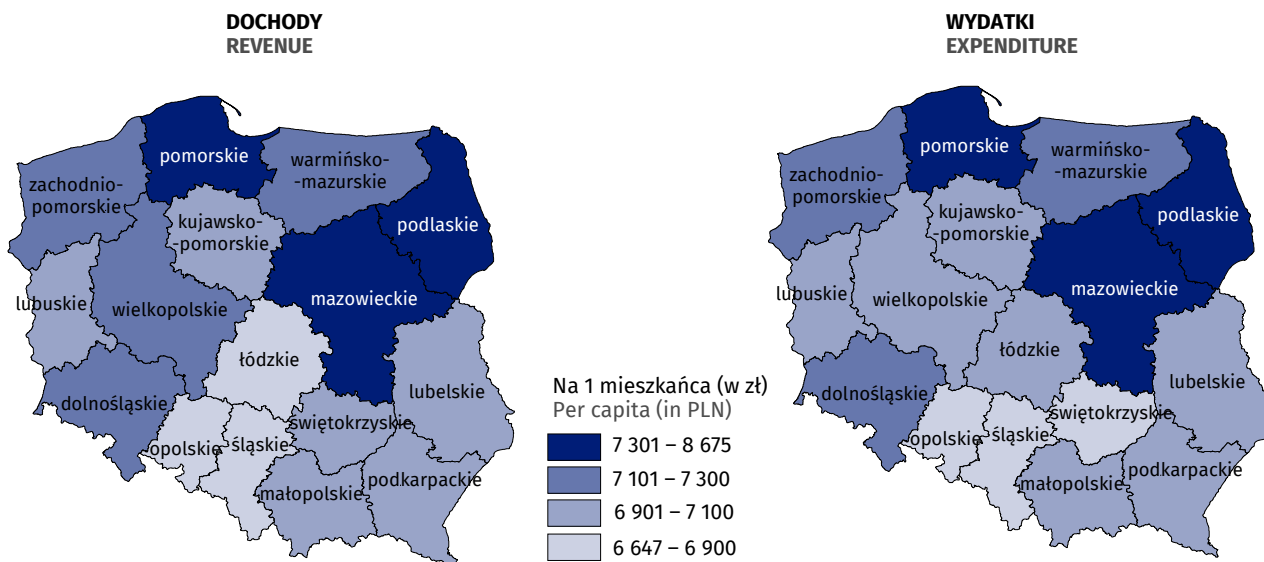 DOCHODY
REVENUE
pomorskie
warmińsko-
-mazurskie
zachodnio-
pomorskie
kujawsko-
-pomorskie
podlaskie
lubuskie
wielkopolskie
mazowieckie
łódzkie
dolnośląskie
lubelskie
opolskie
śląskie
świętokrzyskie
małopolskie
podkarpackie
Na 1 mieszkańca (w zł)
Per capita (in PLN)
7 301 – 8 675
7 101 – 7 300
6 901 – 7 100
6 647 – 6 900
WYDATKI
EXPENDITURE
pomorskie
warmińsko-
-mazurskie
zachodnio-
pomorskie
kujawsko-
-pomorskie
podlaskie
lubuskie
wielkopolskie
mazowieckie
łódzkie
dolnośląskie
lubelskie
opolskie
śląskie
świętokrzyskie
małopolskie
podkarpackie